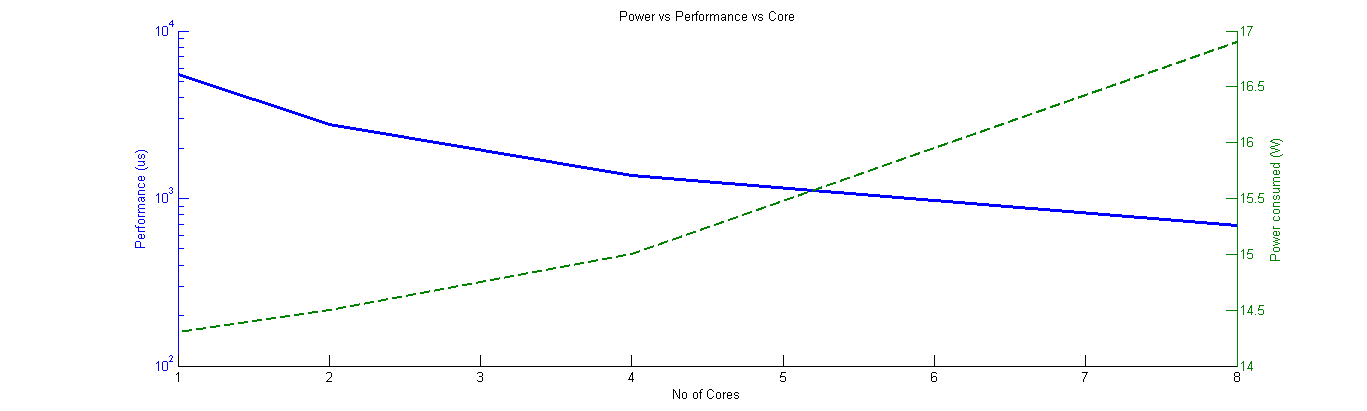 Power vs Performance vs Core
10^4
10^3
10^2
Performance (us)
17
16.5
16
15.5
15
14.5
14
Power consumed (W)
1 2 3 4 5 6 7 8
No of Cores